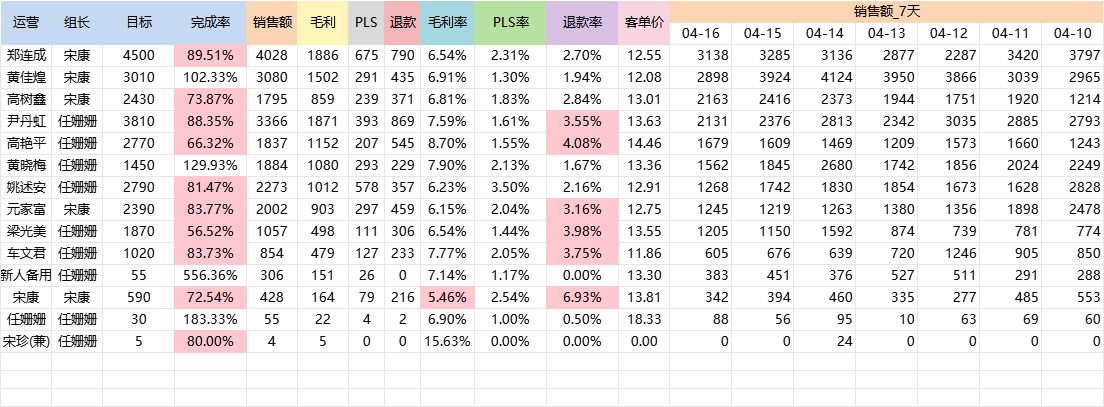 运营 组长 目标 完成率 销售额 毛利 PLS 退款 毛利率 PLS率 退款率 客单价 销售额_7天
04-16 04-15 04-14 04-13 04-12 04-11 04-10
郑连成 宋康 4500 89.51% 4028 1886 675 790 6.54% 2.31% 2.70% 12.55 3138 3285 3136 2877 2287 3420 3797
黄佳煌 宋康 3010 102.33% 3080 1502 291 435 6.91% 1.30% 1.94% 12.08 2898 3924 4124 3950 3866 3039 2965
高树鑫 宋康 2430 73.87% 1795 859 239 371 6.81% 1.83% 2.84% 13.01 2163 2416 2373 1944 1751 1920 1214
尹丹虹 任姗姗 3810 88.35% 3366 1871 393 869 7.59% 1.61% 3.55% 13.63 2131 2376 2813 2342 3035 2885 2793
高艳平 任姗姗 2770 66.32% 1837 1152 207 545 8.70% 1.55% 4.08% 14.46 1679 1609 1469 1209 1573 1660 1243
黄晓梅 任姗姗 1450 129.93% 1884 1080 293 229 7.90% 2.13% 1.67% 13.36 1562 1845 2680 1742 1856 2024 2249
姚述安 任姗姗 2790 81.47% 2273 1012 578 357 6.23% 3.50% 2.16% 12.91 1268 1742 1830 1854 1673 1628 2828
元家富 宋康 2390 83.77% 2002 903 297 459 6.15% 2.04% 3.16% 12.75 1245 1219 1263 1380 1356 1898 2478
梁光美 任姗姗 1870 56.52% 1057 498 111 306 6.54% 1.44% 3.98% 13.55 1205 1150 1592 874 739 781 774
车文君 任姗姗 1020 83.73% 854 479 127 233 7.77% 2.05% 3.75% 11.86 605 676 639 720 1246 905 850
新人备用 任姗姗 55 556.36% 306 151 26 0 7.14% 1.17% 0.00% 13.30 383 451 376 527 511 291 288
宋康 宋康 590 72.54% 428 164 79 216 5.46% 2.54% 6.93% 13.81 342 394 460 335 277 485 553
任姗姗 任姗姗 30 183.33% 55 22 4 2 6.90% 1.00% 0.50% 18.33 88 56 95 10 63 69 60
宋珍(兼) 任姗姗 5 80.00% 4 5 0 0 15.63% 0.00% 0.00% 0.00 0 0 24 0 0 0 0